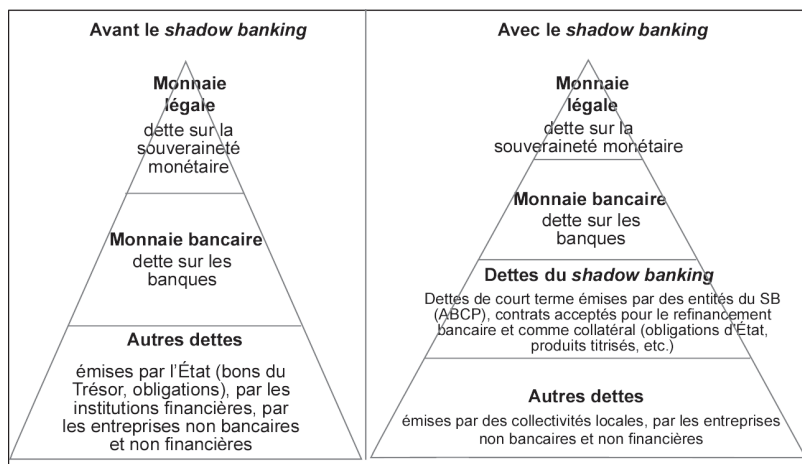 Avant le shadow banking
Monnaie
légale
dette sur la
souveraineté
monétaire
Monnaie bancaire
dette sur les
banques
Autres dettes
émises par l’État (bons du
Trésor, obligations), par les
institutions financières, par
les entreprises non bancaires
et non financières
Avec le shadow banking
Monnaie
légale
dette sur la
souveraineté monétaire
Monnaie bancaire
dette sur les
banques
Dettes du shadow banking
Dettes de court terme émises par des entités du SB
(ABCP), contrats acceptés pour le refinancement
bancaire et comme collatéral (obligations d’État,
produits titrisés, etc.)
Autres dettes
émises par des collectivités locales, par les entreprises
non bancaires et non financières